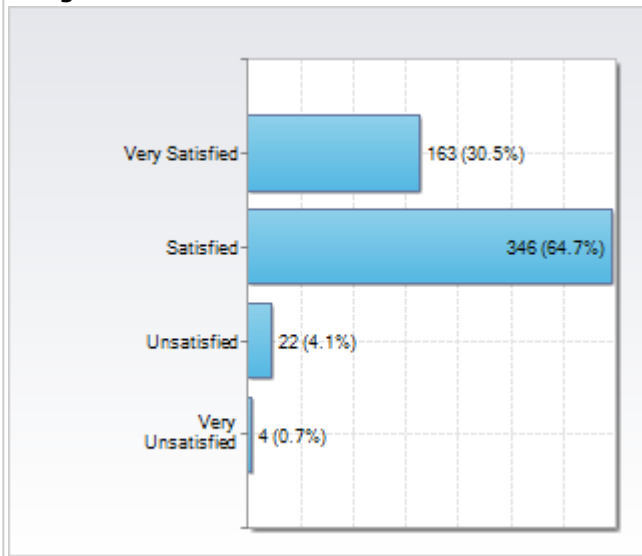 Very Satisfied
163 (30.5%)
Satisfied
346 (64.7%)
Unsatisfied
22 (4.1%)
Very
Unsatisfied
4 (0.7%)